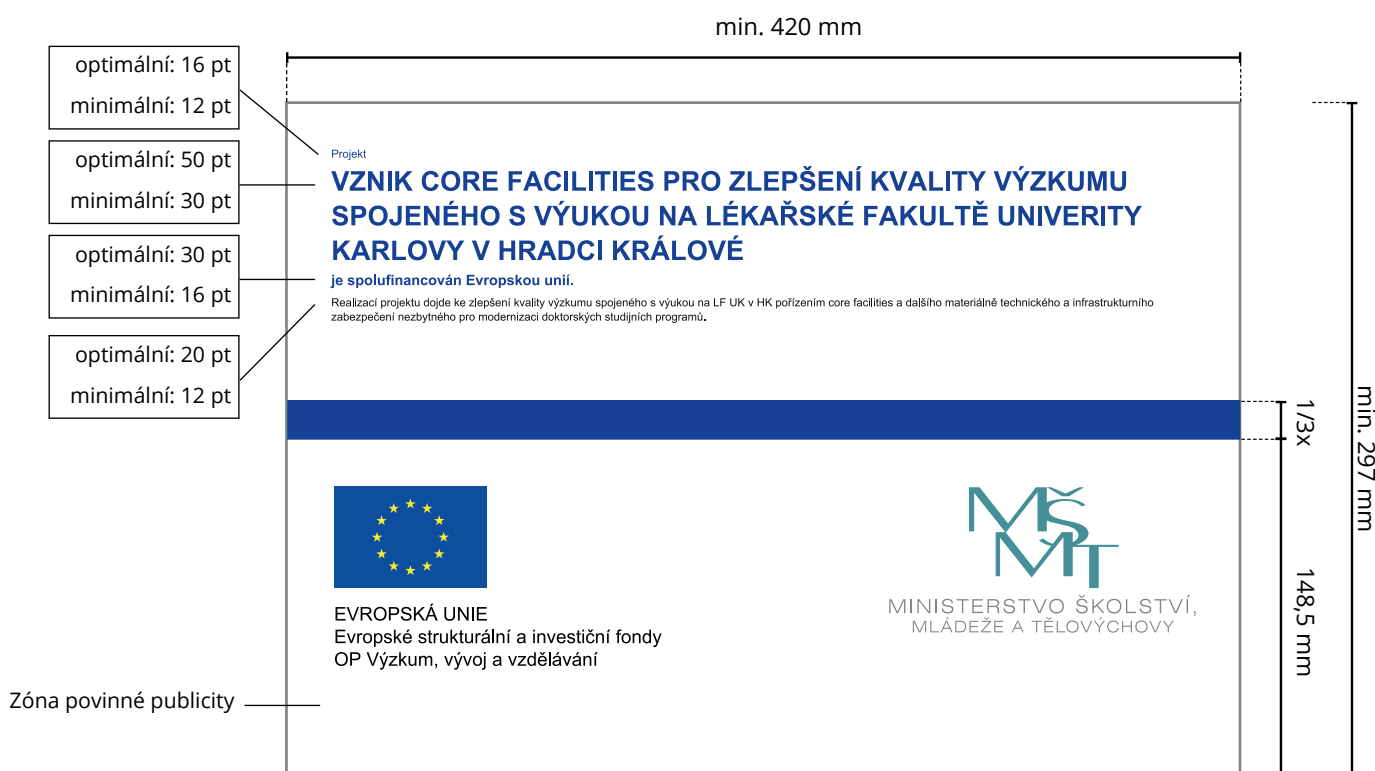 min. 420 mm
optimální: 16 pt
minimální: 12 pt
optimální: 50 pt
minimální: 30 pt
optimální: 30 pt
minimální: 16 pt
optimální: 20 pt
minimální: 12 pt
Projekt
VZNIK CORE FACILITIES PRO ZLEPŠENÍ KVALITY VÝZKUMU
SPOJENÉHO S VÝUKOU NA LÉKAŘSKÉ FAKULTĚ UNIVERITY
KARLOVY V HRADCI KRÁLOVÉ
je spolufinancován Evropskou unií.
Realizací projektu dojde ke zlepšení kvality výzkumu spojeného s výukou na LF UK v HK pořízením core facilities a dalšího materiálně technického a infrastrukturního
zabezpečení nezbytného pro modernizaci doktorských studijních programů.
1/3x
min. 297 mm
148,5 mm
EVROPSKÁ UNIE
Evropské strukturální a investiční fondy
OP Výzkum, vývoj a vzdělávání
MŠ
MT
MINISTERSTVO ŠKOLSTVÍ,
MLÁDEŽE A TĚLOVÝCHOVY
Zóna povinné publicity